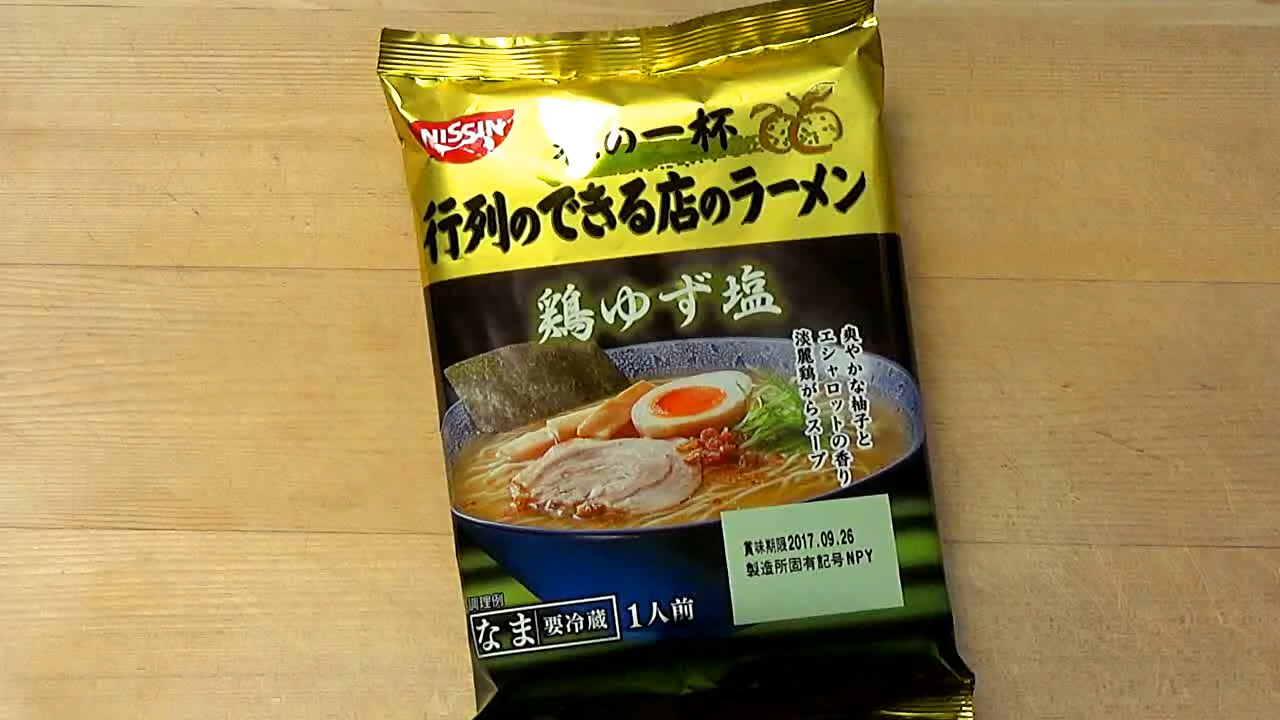 NISSIN
の一杯
行列のできる店のラーメン
鶏ゆず塩
爽やかな柚子と
エシャロットの香り
淡麗鶏がらスープ
賞味期限2017.09.26
製造所固有記号NPY
調理例
なま 要冷蔵 1人前